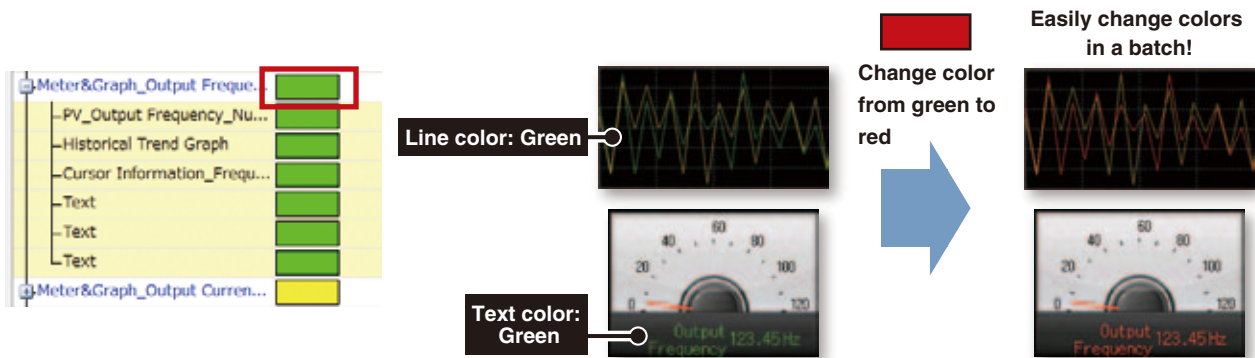 Meter&Graph_Output Freque...
PV_Output Frequency_Nu...
Historical Trend Graph
Cursor Information_Frequ...
Text
Text
Text
Meter&Graph_Output Curren...
Line color: Green
60
40
80
20
100
0
120
Output
Frequency
123.45Hz
Text color:
Green
Change color
from green to
red
Easily change colors
in a batch!
60
40
80
20
100
0
120
Output
Frequency
123.45Hz